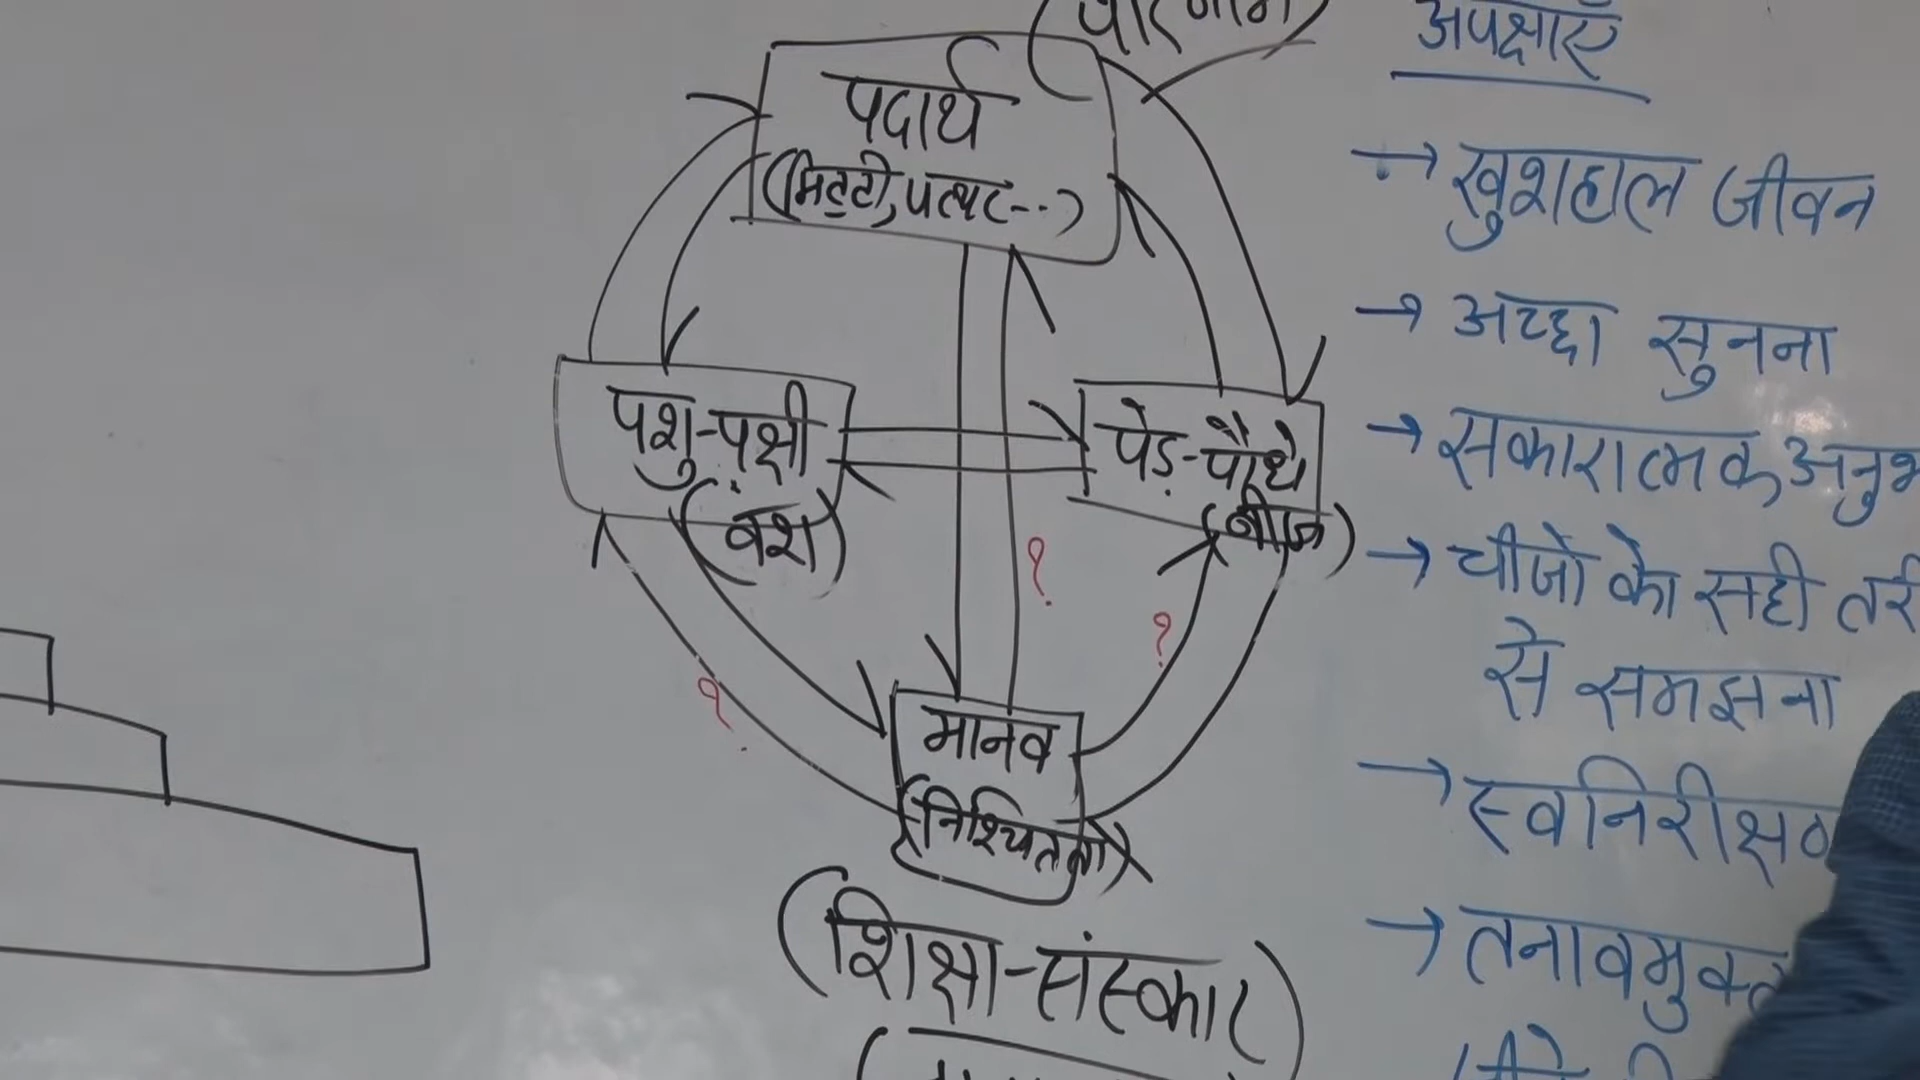 अपेक्षाएँ
पदार्थ
(मिट्टी, पत्थर---)
→ खुशहाल जीवन
→ अच्छा सुनना
पशु-पक्षी
(वंश)
पेड़-पौधे
(बीज)
→ सकारात्मक
→ चीजों को सही
से समझना
?
?
?
मानव
(निश्चितता)
→ स्वनिरीक्षण
(शिक्षा-संस्कार)
→ तनावमुक्त